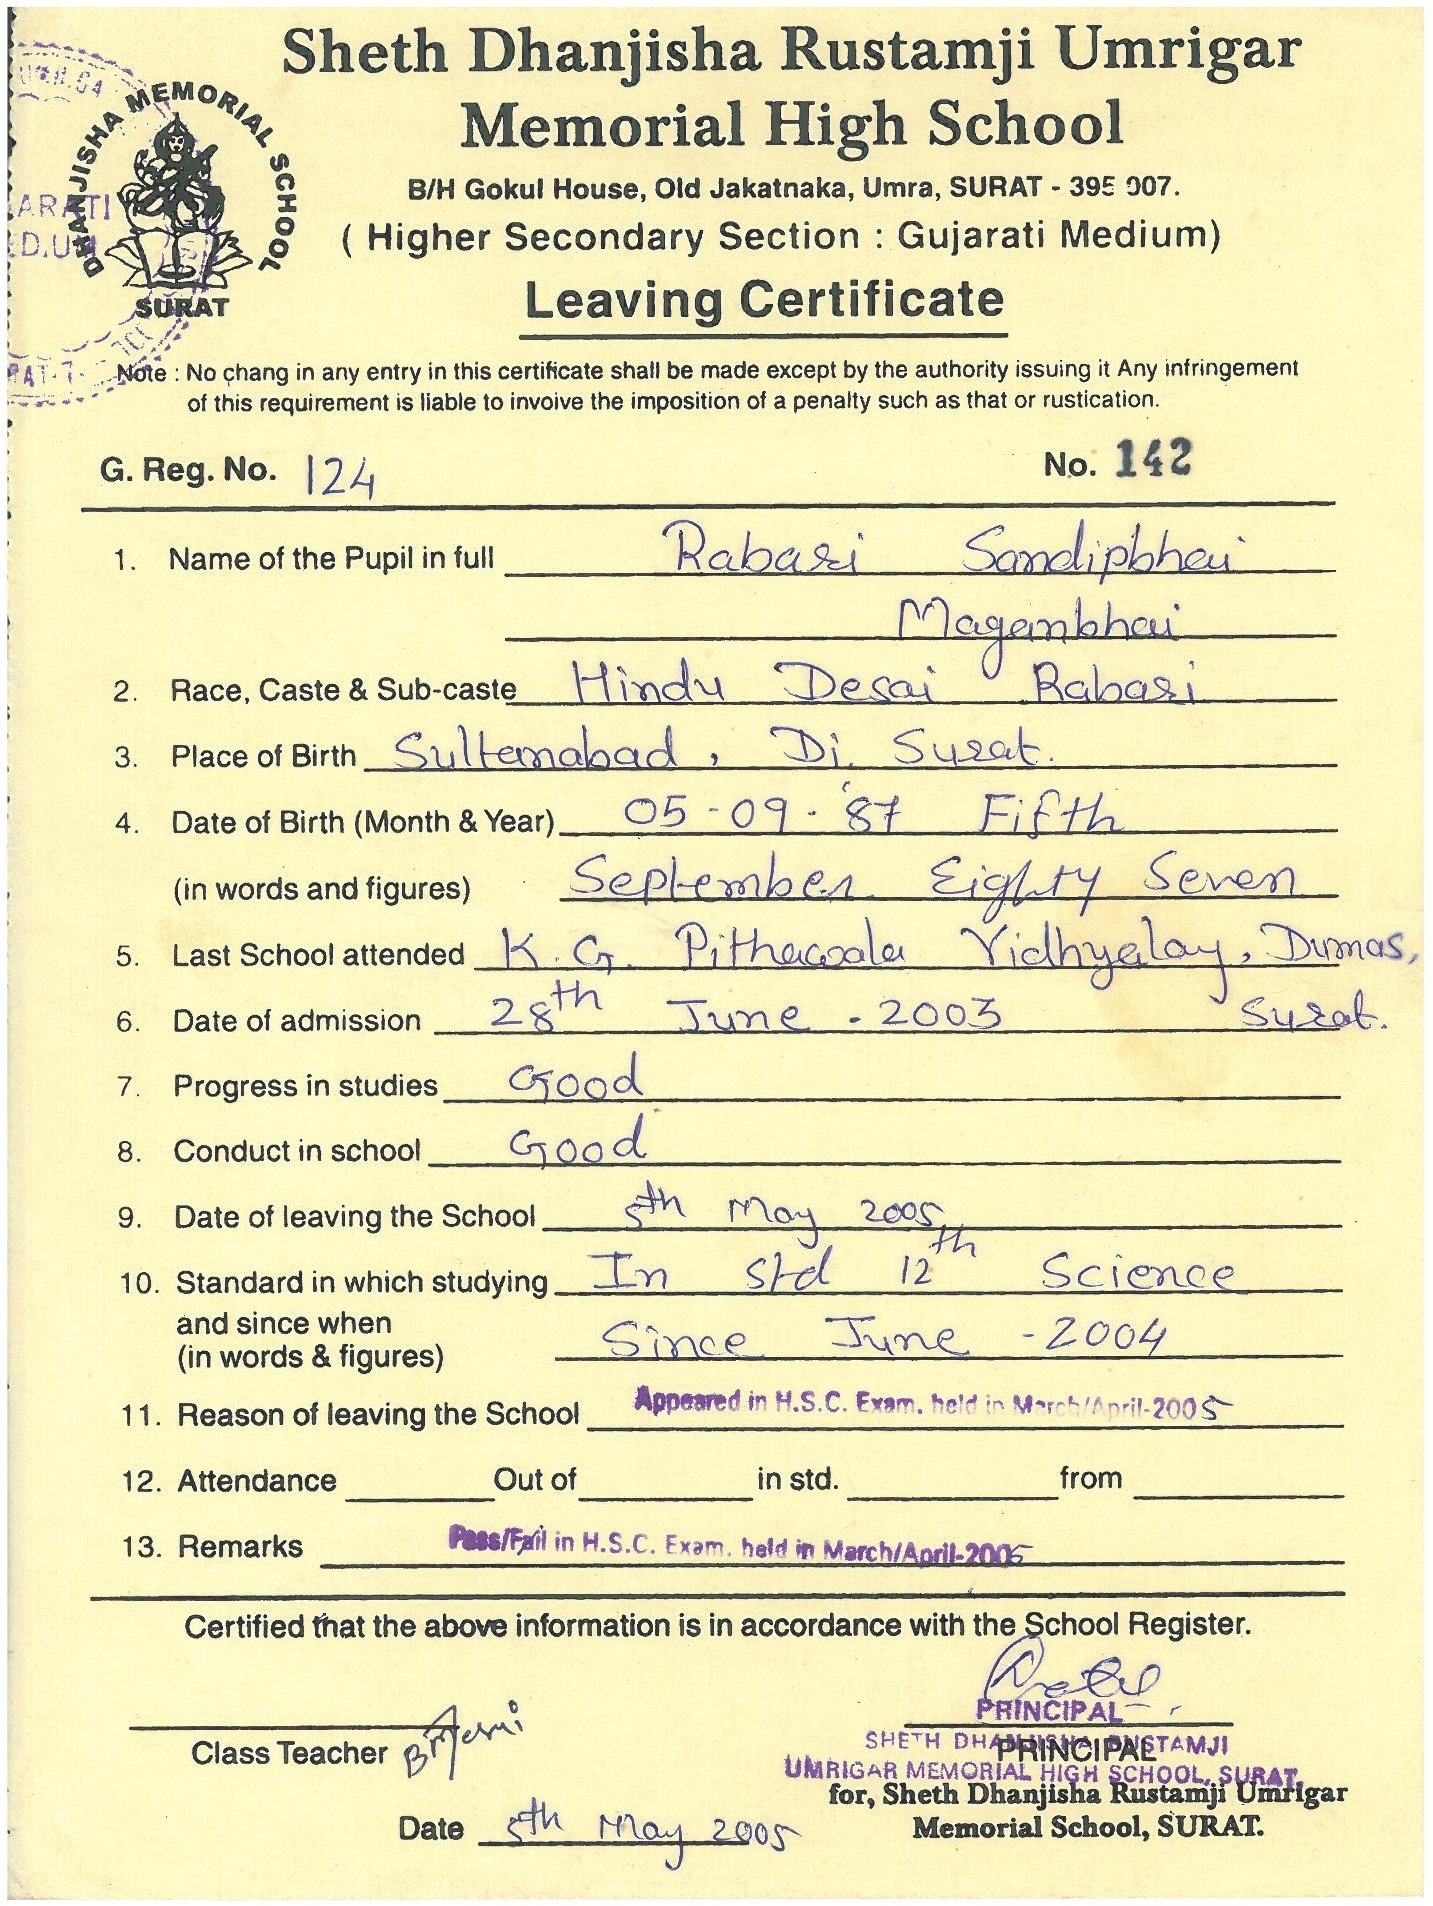 Sheth Dhanjisha Rustamji Umrigar
Memorial High School
B/H Gokul House, Old Jakatnaka, Umra, SURAT - 395 007.
( Higher Secondary Section : Gujarati Medium)
DHANJISHA MEMORIAL SCHOOL
SURAT
Leaving Certificate
Note : No chang in any entry in this certificate shall be made except by the authority issuing it Any infringement
of this requirement is liable to invoive the imposition of a penalty such as that or rustication.
G. Reg. No. 124 No. 142
1. Name of the Pupil in full Rabari Sandipbhai
Maganbhai
2. Race, Caste & Sub-caste Hindu Desai Rabari
3. Place of Birth Sultanabad, Di. Surat.
4. Date of Birth (Month & Year) 05-09-'87 Fifth
(in words and figures) September Eighty Seven
5. Last School attended K. G. Pithawala Vidhyalay, Dumas,
Surat.
6. Date of admission 28th June - 2003
7. Progress in studies Good
8. Conduct in school Good
9. Date of leaving the School 5th May 2005
10. Standard in which studying In std 12th Science
and since when
(in words & figures) Since June - 2004
11. Reason of leaving the School Appeared in H.S.C. Exam. held in March/April-2005
12. Attendance Out of in std. from
13. Remarks Pass/Fail in H.S.C. Exam. held in March/April-2005
Certified that the above information is in accordance with the School Register.
PRINCIPAL
Class Teacher
SHETH DHANJISHA RUSTAMJI
PRINCIPAL
UMRIGAR MEMORIAL HIGH SCHOOL, SURAT.
for, Sheth Dhanjisha Rustamji Umrigar
Memorial School, SURAT.
Date 5th May 2005